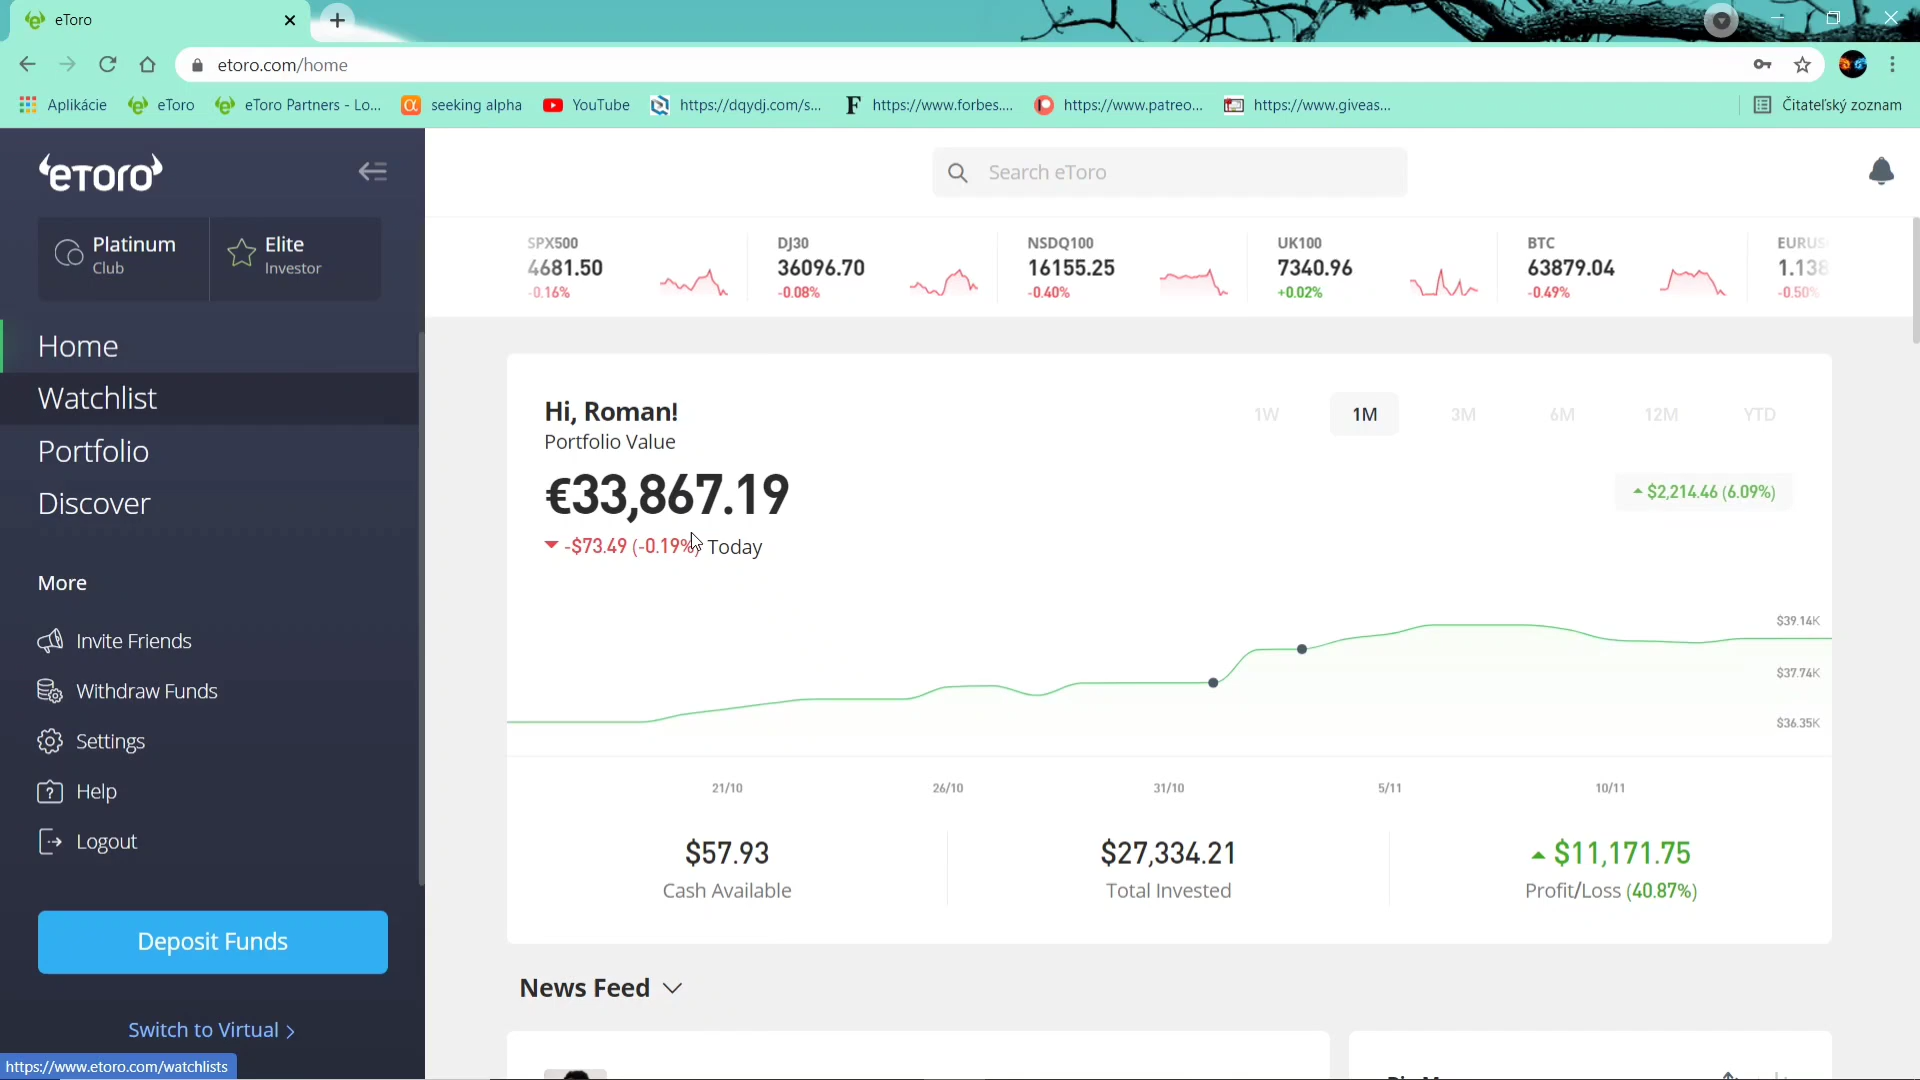 eToro
etoro.com/home
Aplikácie
eToro
eToro Partners - Lo...
seeking alpha
YouTube
https://dqydj.com/s...
https://www.forbes....
https://www.patreo...
https://www.giveas...
Čitateľský zoznam
eToro
Search eToro
Platinum
Club
Elite
Investor
SPX500
4681.50
-0.16%
DJ30
36096.70
-0.08%
NSDQ100
16155.25
-0.40%
UK100
7340.96
+0.02%
BTC
63879.04
-0.49%
EURUS
1.138
-0.50%
Home
Watchlist
Portfolio
Discover
More
Invite Friends
Withdraw Funds
Settings
Help
Logout
Deposit Funds
Switch to Virtual >
https://www.etoro.com/watchlists
Hi, Roman!
Portfolio Value
€33,867.19
-$73.49 (-0.19%) Today
1W
1M
3M
6M
12M
YTD
$2,214.46 (6.09%)
$39.14K
$37.74K
$36.35K
21/10
26/10
31/10
5/11
10/11
$57.93
Cash Available
$27,334.21
Total Invested
$11,171.75
Profit/Loss (40.87%)
News Feed